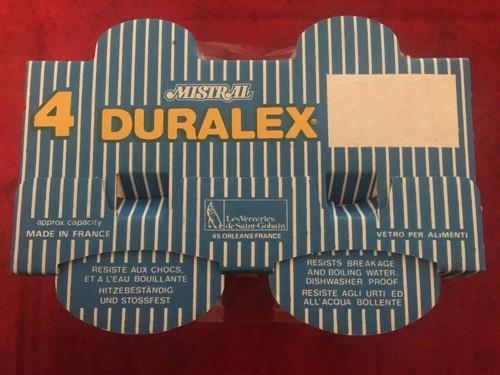 MISTRAL
4 DURALEX®
approx. capacity
MADE IN FRANCE
Les Verreries
de Saint-Gobain
45 ORLEANS FRANCE
VETRO PER ALIMENTI
RESISTE AUX CHOCS,
ET A L'EAU BOUILLANTE
HITZEBESTÄNDIG
UND STOSSFEST
RESISTS BREAKAGE
AND BOILING WATER,
DISHWASHER PROOF
RESISTE AGLI URTI ED
ALL'ACQUA BOLLENTE